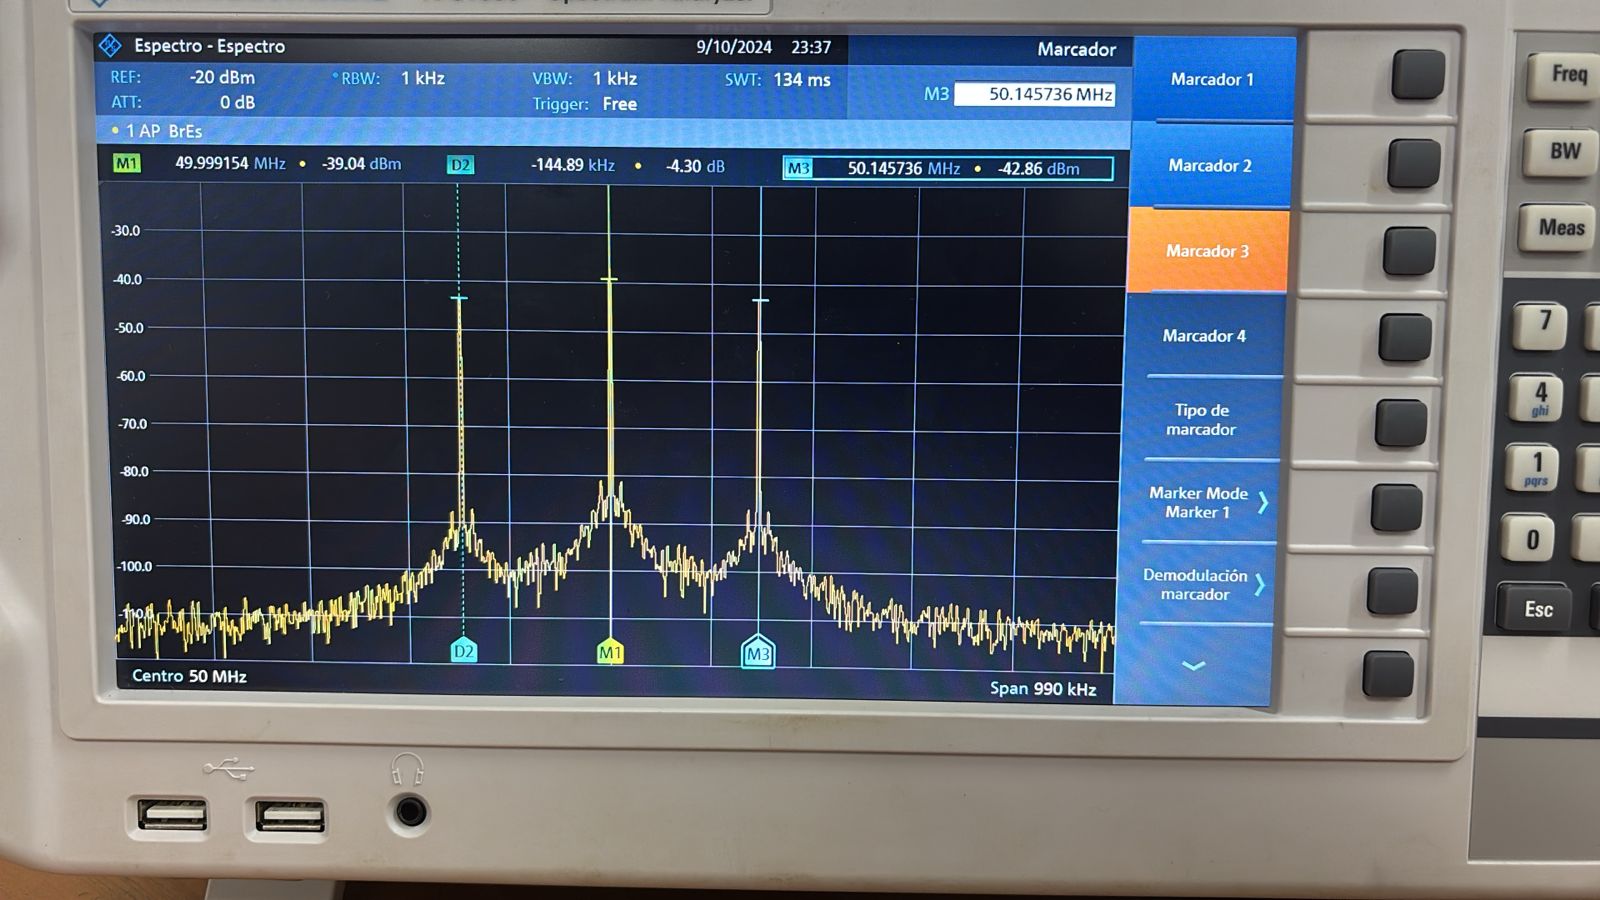 Espectro - Espectro
9/10/2024 23:37
Marcador
REF: -20 dBm
RBW: 1 kHz
VBW: 1 kHz
SWT: 134 ms
ATT: 0 dB
Trigger: Free
M3 50.145736 MHz
1 AP BrEs
M1 49.999154 MHz • -39.04 dBm
D2 -144.89 kHz • -4.30 dB
M3 50.145736 MHz • -42.86 dBm
-30.0
-40.0
-50.0
-60.0
-70.0
-80.0
-90.0
-100.0
-110.0
D2
M1
M3
Centro 50 MHz
Span 990 kHz
Marcador 1
Marcador 2
Marcador 3
Marcador 4
Tipo de
marcador
Marker Mode
Marker 1
Demodulación
marcador
Freq
BW
Meas
7
4
ghi
1
pqrs
0
Esc